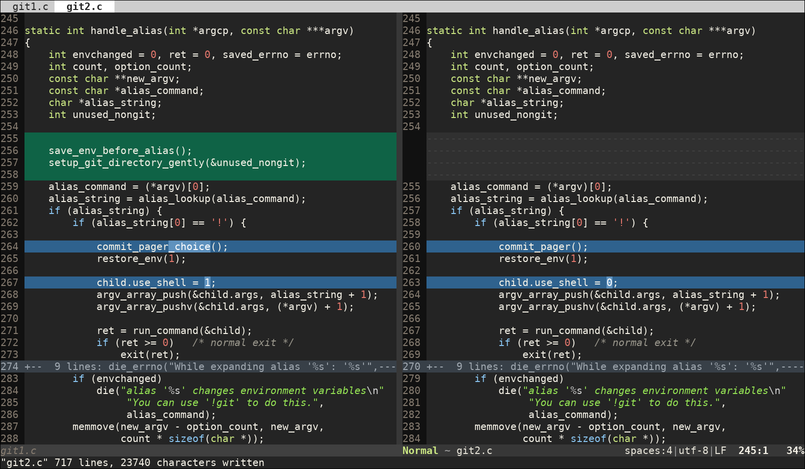 git1.c git2.c
245
246 static int handle_alias(int *argcp, const char ***argv)
247 {
248     int envchanged = 0, ret = 0, saved_errno = errno;
249     int count, option_count;
250     const char **new_argv;
251     const char *alias_command;
252     char *alias_string;
253     int unused_nongit;
254
255
256     save_env_before_alias();
257     setup_git_directory_gently(&unused_nongit);
258
259     alias_command = (*argv)[0];
260     alias_string = alias_lookup(alias_command);
261     if (alias_string) {
262         if (alias_string[0] == '!') {
263
264             commit_pager_choice();
265             restore_env(1);
266
267             child.use_shell = 1;
268             argv_array_push(&child.args, alias_string + 1);
269             argv_array_pushv(&child.args, (*argv) + 1);
270
271             ret = run_command(&child);
272             if (ret >= 0)   /* normal exit */
273                 exit(ret);
274 +--  9 lines: die_errno("While expanding alias '%s': '%s'",----
283         if (envchanged)
284             die("alias '%s' changes environment variables\n"
285                  "You can use '!git' to do this.",
286                  alias_command);
287         memmove(new_argv - option_count, new_argv,
288                 count * sizeof(char *));
git1.c
245
246 static int handle_alias(int *argcp, const char ***argv)
247 {
248     int envchanged = 0, ret = 0, saved_errno = errno;
249     int count, option_count;
250     const char **new_argv;
251     const char *alias_command;
252     char *alias_string;
253     int unused_nongit;
254
255     alias_command = (*argv)[0];
256     alias_string = alias_lookup(alias_command);
257     if (alias_string) {
258         if (alias_string[0] == '!') {
259
260             commit_pager();
261             restore_env(1);
262
263             child.use_shell = 0;
264             argv_array_push(&child.args, alias_string + 1);
265             argv_array_pushv(&child.args, (*argv) + 1);
266
267             ret = run_command(&child);
268             if (ret >= 0)   /* normal exit */
269                 exit(ret);
270 +--  9 lines: die_errno("While expanding alias '%s': '%s'",----
279         if (envchanged)
280             die("alias '%s' changes environment variables\n"
281                  "You can use '!git' to do this.",
282                  alias_command);
283         memmove(new_argv - option_count, new_argv,
284                 count * sizeof(char *));
Normal ~ git2.c spaces:4|utf-8|LF 245:1 34%
"git2.c" 717 lines, 23740 characters written